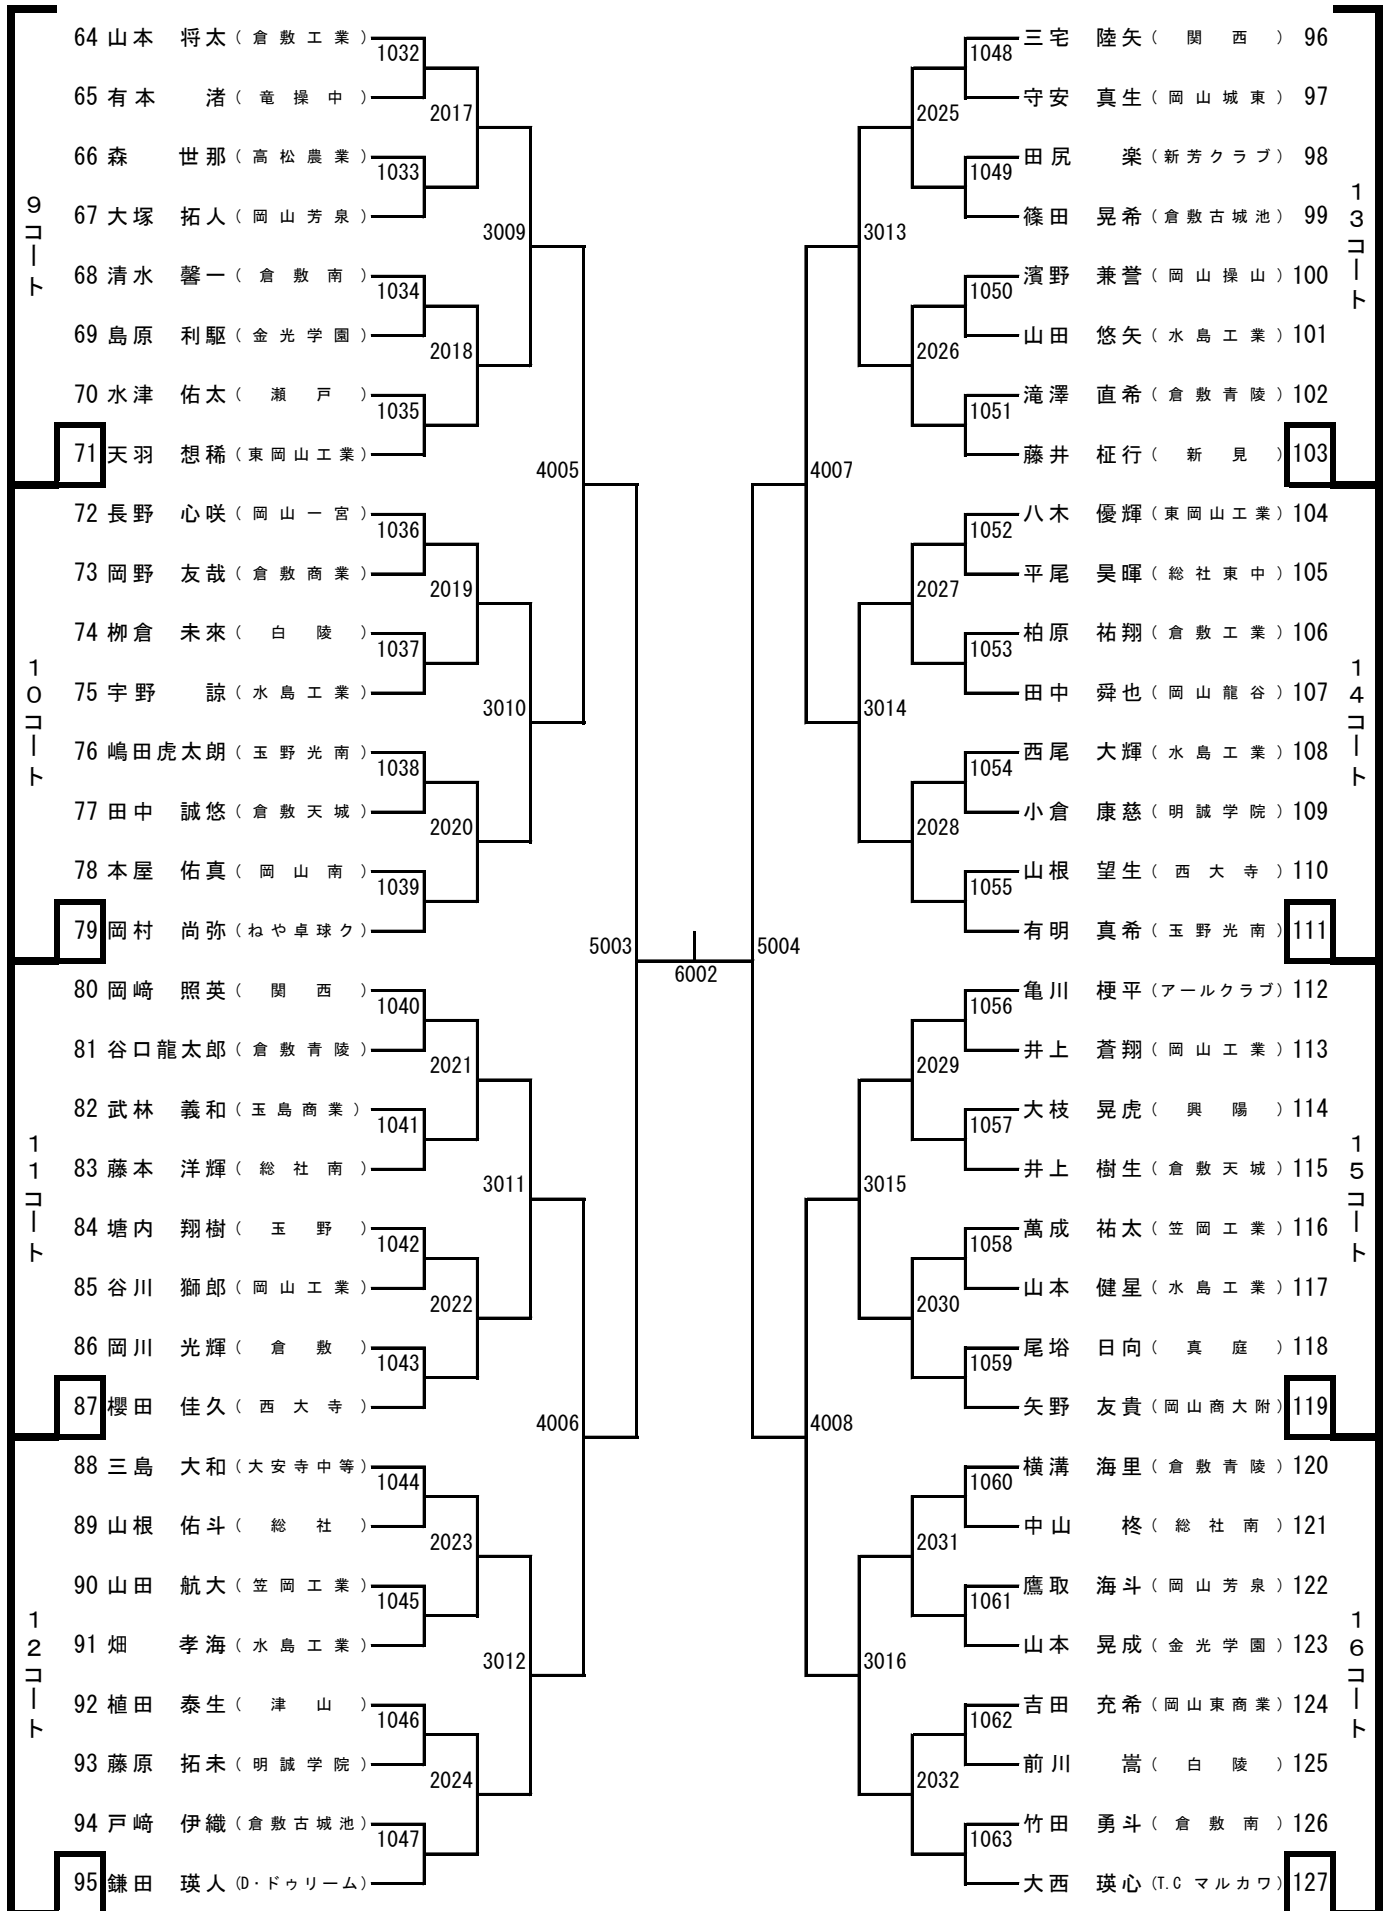 64 山本 将太 (倉敷工業)
1032
65 有本 渚 (竜操中)
2017
66 森 世那 (高松農業)
1033
67 大塚 拓人 (岡山芳泉)
3009
68 清水 馨一 (倉敷南)
1034
69 島原 利駆 (金光学園)
2018
70 水津 佑太 (瀬戸)
1035
71 天羽 想稀 (東岡山工業)
9コート
4005
72 長野 心咲 (岡山一宮)
1036
73 岡野 友哉 (倉敷商業)
2019
74 栁倉 未來 (白陵)
1037
75 宇野 諒 (水島工業)
3010
76 嶋田虎太朗 (玉野光南)
1038
77 田中 誠悠 (倉敷天城)
2020
78 本屋 佑真 (岡山南)
1039
79 岡村 尚弥 (ねや卓球ク)
10コート
5003
80 岡﨑 照英 (関西)
1040
81 谷口龍太郎 (倉敷青陵)
2021
82 武林 義和 (玉島商業)
1041
83 藤本 洋輝 (総社南)
3011
84 塘内 翔樹 (玉野)
1042
85 谷川 獅郎 (岡山工業)
2022
86 岡川 光輝 (倉敷)
1043
87 櫻田 佳久 (西大寺)
11コート
4006
88 三島 大和 (大安寺中等)
1044
89 山根 佑斗 (総社)
2023
90 山田 航大 (笠岡工業)
1045
91 畑 孝海 (水島工業)
3012
92 植田 泰生 (津山)
1046
93 藤原 拓未 (明誠学院)
2024
94 戸﨑 伊織 (倉敷古城池)
1047
95 鎌田 瑛人 (D・ドゥリーム)
12コート
6002
三宅 陸矢 (関西) 96
1048
守安 真生 (岡山城東) 97
2025
田尻 楽 (新芳クラブ) 98
1049
篠田 晃希 (倉敷古城池) 99
3013
濱野 兼誉 (岡山操山) 100
1050
山田 悠矢 (水島工業) 101
2026
滝澤 直希 (倉敷青陵) 102
1051
藤井 柾行 (新見) 103
13コート
4007
八木 優輝 (東岡山工業) 104
1052
平尾 昊暉 (総社東中) 105
2027
柏原 祐翔 (倉敷工業) 106
1053
田中 舜也 (岡山龍谷) 107
3014
西尾 大輝 (水島工業) 108
1054
小倉 康慈 (明誠学院) 109
2028
山根 望生 (西大寺) 110
1055
有明 真希 (玉野光南) 111
14コート
5004
亀川 梗平 (アールクラブ) 112
1056
井上 蒼翔 (岡山工業) 113
2029
大枝 晃虎 (興陽) 114
1057
井上 樹生 (倉敷天城) 115
3015
萬成 祐太 (笠岡工業) 116
1058
山本 健星 (水島工業) 117
2030
尾塔 日向 (真庭) 118
1059
矢野 友貴 (岡山商大附) 119
15コート
4008
横溝 海里 (倉敷青陵) 120
1060
中山 柊 (総社南) 121
2031
鷹取 海斗 (岡山芳泉) 122
1061
山本 晃成 (金光学園) 123
3016
吉田 充希 (岡山東商業) 124
1062
前川 嵩 (白陵) 125
2032
竹田 勇斗 (倉敷南) 126
1063
大西 瑛心 (T.C マルカワ) 127
16コート